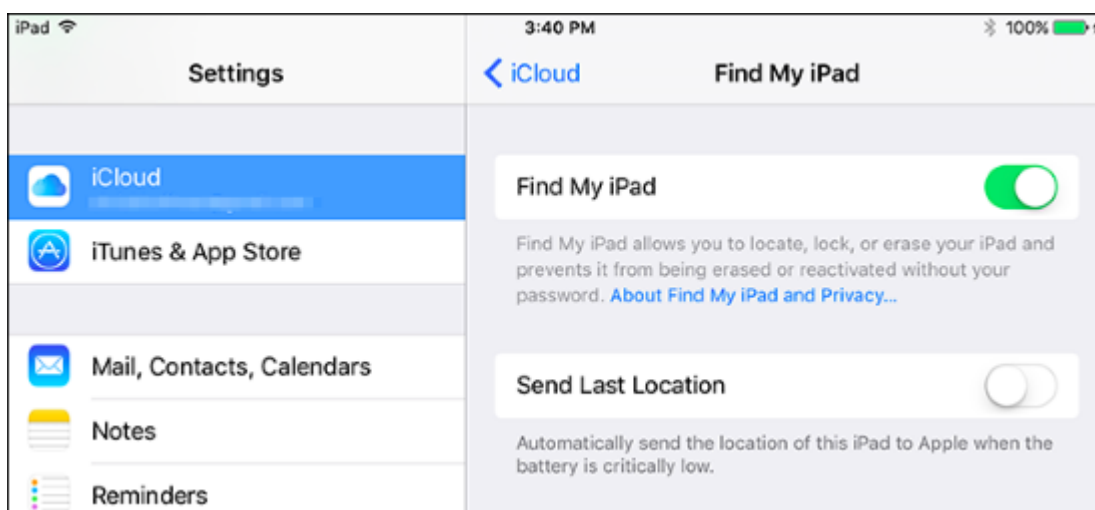 iPad
3:40 PM
100%
Settings
iCloud
Find My iPad
iCloud
iTunes & App Store
Mail, Contacts, Calendars
Notes
Reminders
Find My iPad
Find My iPad allows you to locate, lock, or erase your iPad and
prevents it from being erased or reactivated without your
password. About Find My iPad and Privacy...
Send Last Location
Automatically send the location of this iPad to Apple when the
battery is critically low.